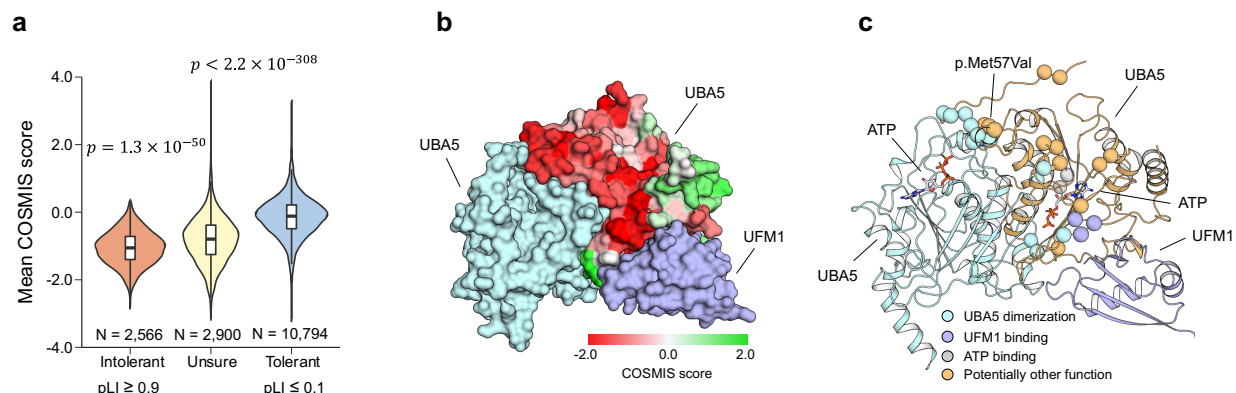 a
Mean COSMIS score
4.0
2.0
0.0
-2.0
-4.0
p = 1.3 × 10⁻⁵⁰
p < 2.2 × 10⁻³⁰⁸
N = 2,566
N = 2,900
N = 10,794
Intolerant
Unsure
Tolerant
pLI ≥ 0.9
pLI ≤ 0.1
b
UBA5
UBA5
UFM1
-2.0
0.0
2.0
COSMIS score
c
p.Met57Val
UBA5
ATP
ATP
UFM1
UBA5
UBA5 dimerization
UFM1 binding
ATP binding
Potentially other function